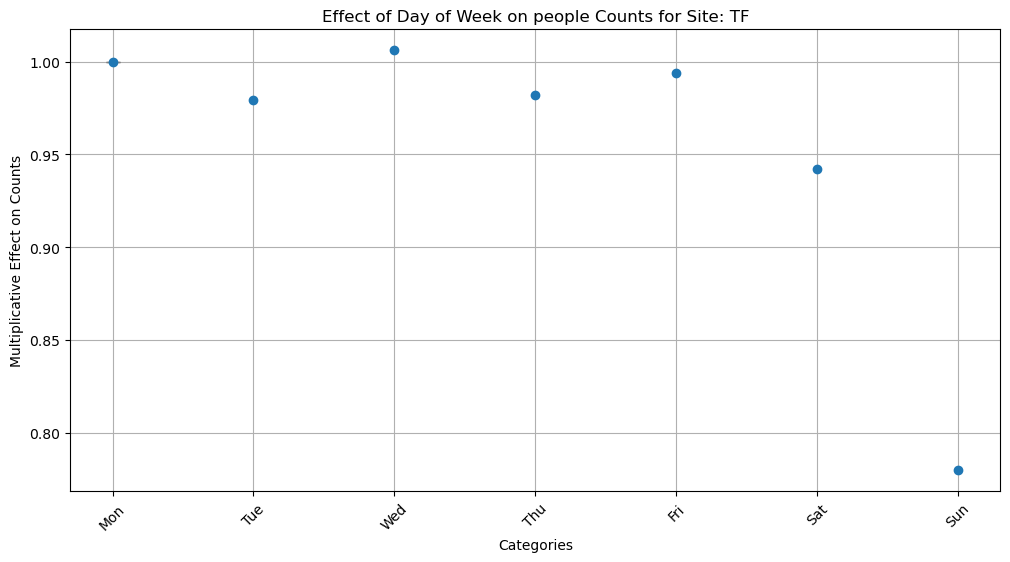 Effect of Day of Week on people Counts for Site: TF
Multiplicative Effect on Counts
1.00
0.95
0.90
0.85
0.80
Mon
Tue
Wed
Thu
Fri
Sat
Sun
Categories